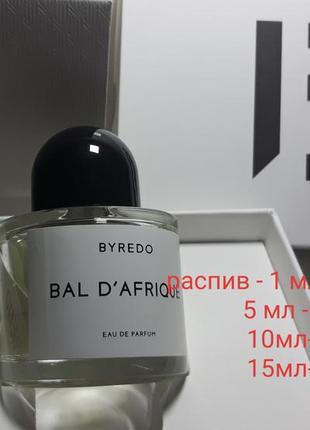 BYREDO
BAL D'AFRIQUE
EAU DE PARFUM
распив - 1 м
5 мл -
10мл-
15мл-